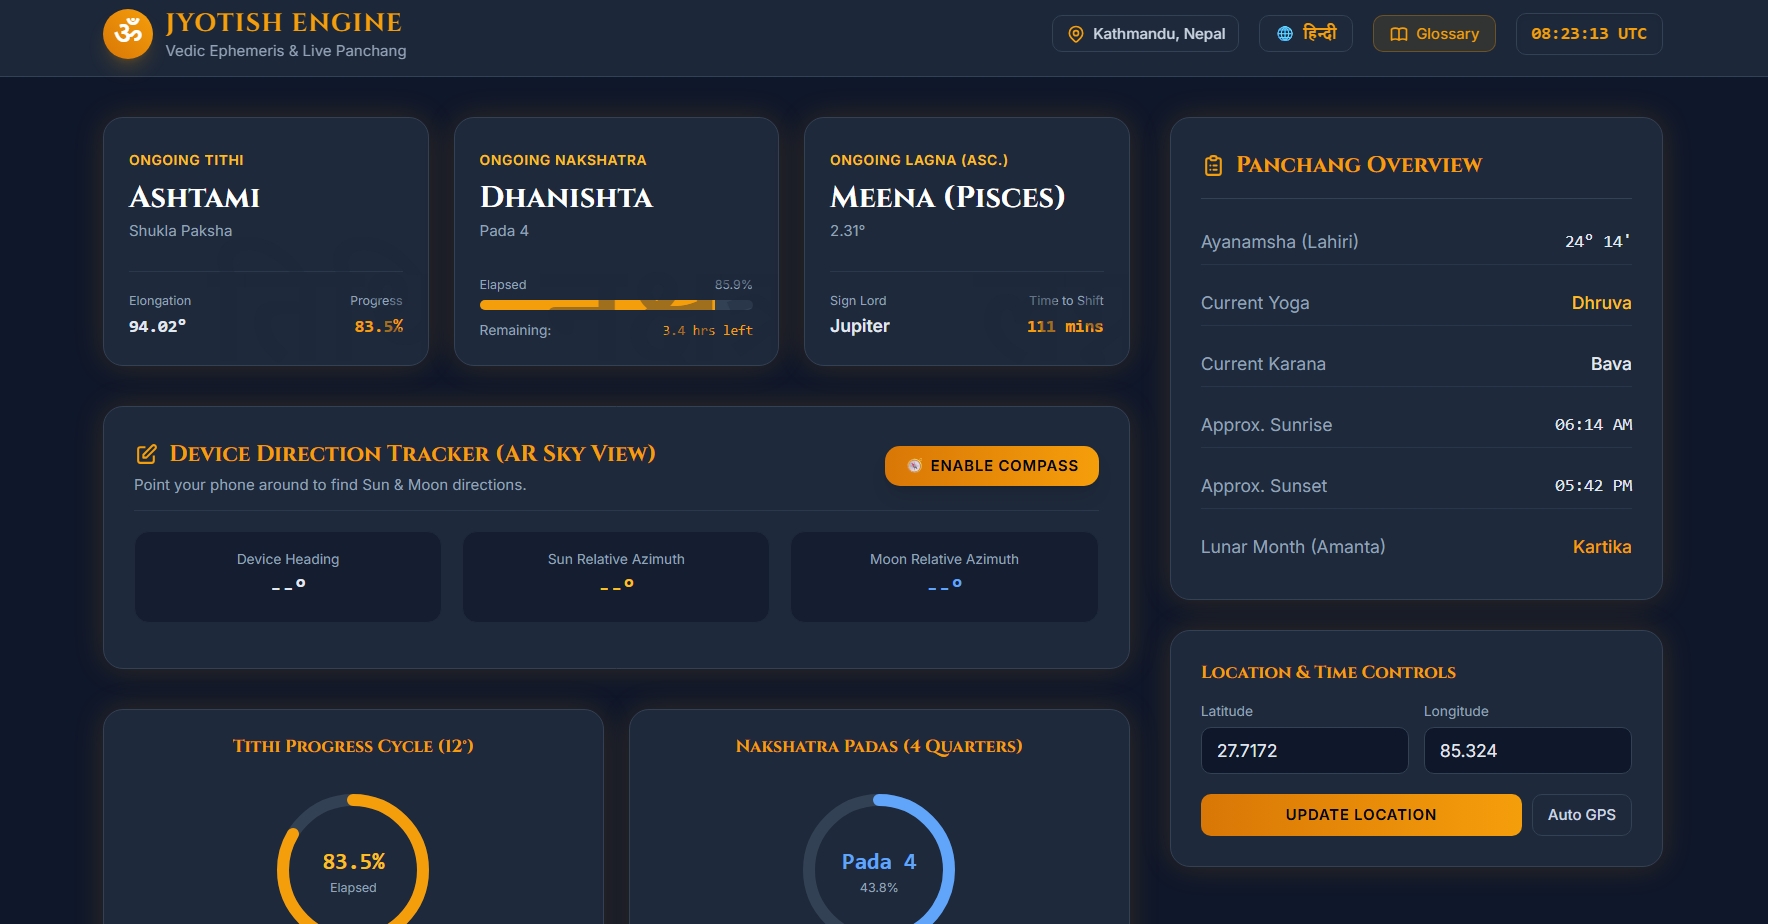 ॐ
JYOTISH ENGINE
Vedic Ephemeris & Live Panchang
Kathmandu, Nepal
हिन्दी
Glossary
08:23:13 UTC
ONGOING TITHI
ASHTAMI
Shukla Paksha
Elongation
Progress
94.02°
83.5%
ONGOING NAKSHATRA
DHANISHTA
Pada 4
Elapsed
85.9%
Remaining:
3.4 hrs left
ONGOING LAGNA (ASC.)
MEENA (PISCES)
2.31°
Sign Lord
Time to Shift
Jupiter
111 mins
DEVICE DIRECTION TRACKER (AR SKY VIEW)
Point your phone around to find Sun & Moon directions.
ENABLE COMPASS
Device Heading
--°
Sun Relative Azimuth
--°
Moon Relative Azimuth
--°
TITHI PROGRESS CYCLE (12°)
83.5%
Elapsed
NAKSHATRA PADAS (4 QUARTERS)
Pada 4
43.8%
PANCHANG OVERVIEW
Ayanamsha (Lahiri)
24° 14'
Current Yoga
Dhruva
Current Karana
Bava
Approx. Sunrise
06:14 AM
Approx. Sunset
05:42 PM
Lunar Month (Amanta)
Kartika
LOCATION & TIME CONTROLS
Latitude
Longitude
27.7172
85.324
UPDATE LOCATION
Auto GPS